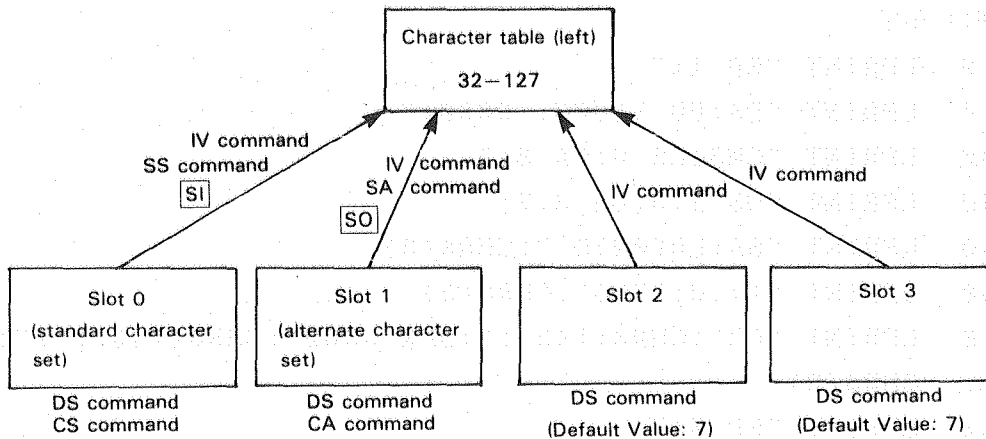 Character table (left)
32—127
IV command
SS command
SI
IV command
SA command
SO
IV command
IV command
Slot 0
(standard character
set)
Slot 1
(alternate character
set)
Slot 2
Slot 3
DS command
CS command
DS command
CA command
DS command
(Default Value: 7)
DS command
(Default Value: 7)